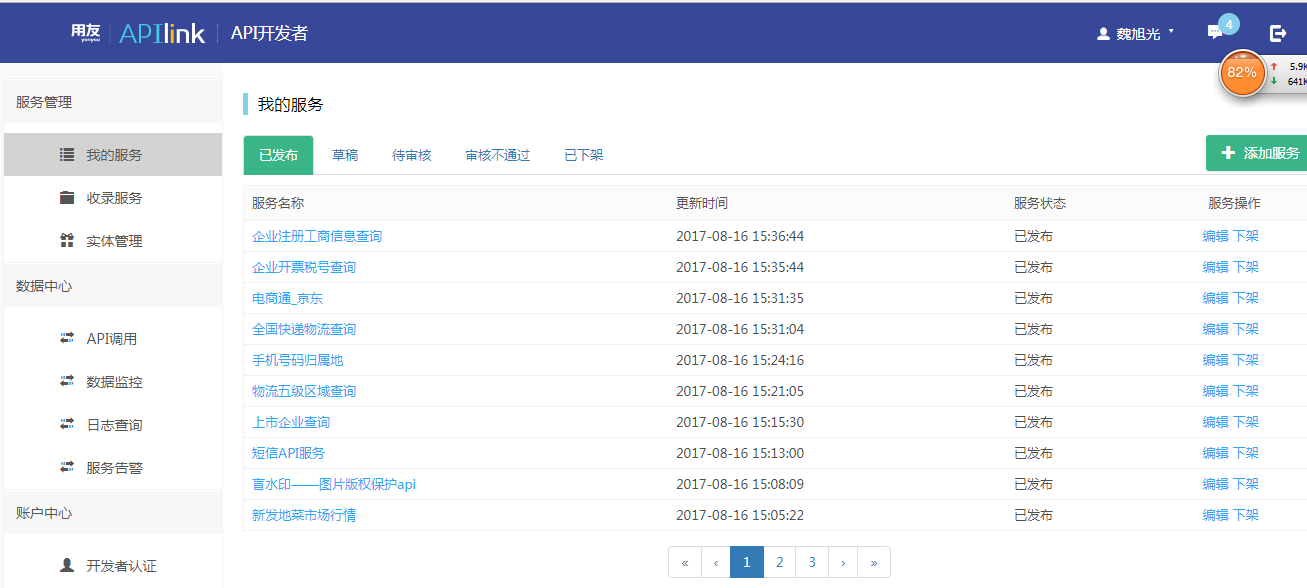 用友 yonyou APIlink API开发者 魏旭光 4
82% 5.9K
641K
服务管理
我的服务
收录服务
实体管理
数据中心
API调用
数据监控
日志查询
服务告警
账户中心
开发者认证
我的服务
已发布 草稿 待审核 审核不通过 已下架 添加服务
服务名称 更新时间 服务状态 服务操作
企业注册工商信息查询 2017-08-16 15:36:44 已发布 编辑 下架
企业开票税号查询 2017-08-16 15:35:44 已发布 编辑 下架
电商通_京东 2017-08-16 15:31:35 已发布 编辑 下架
全国快递物流查询 2017-08-16 15:31:04 已发布 编辑 下架
手机号码归属地 2017-08-16 15:24:16 已发布 编辑 下架
物流五级区域查询 2017-08-16 15:21:05 已发布 编辑 下架
上市企业查询 2017-08-16 15:15:30 已发布 编辑 下架
短信API服务 2017-08-16 15:13:00 已发布 编辑 下架
盲水印——图片版权保护api 2017-08-16 15:08:09 已发布 编辑 下架
新发地菜市场行情 2017-08-16 15:05:22 已发布 编辑 下架
« ‹ 1 2 3 › »